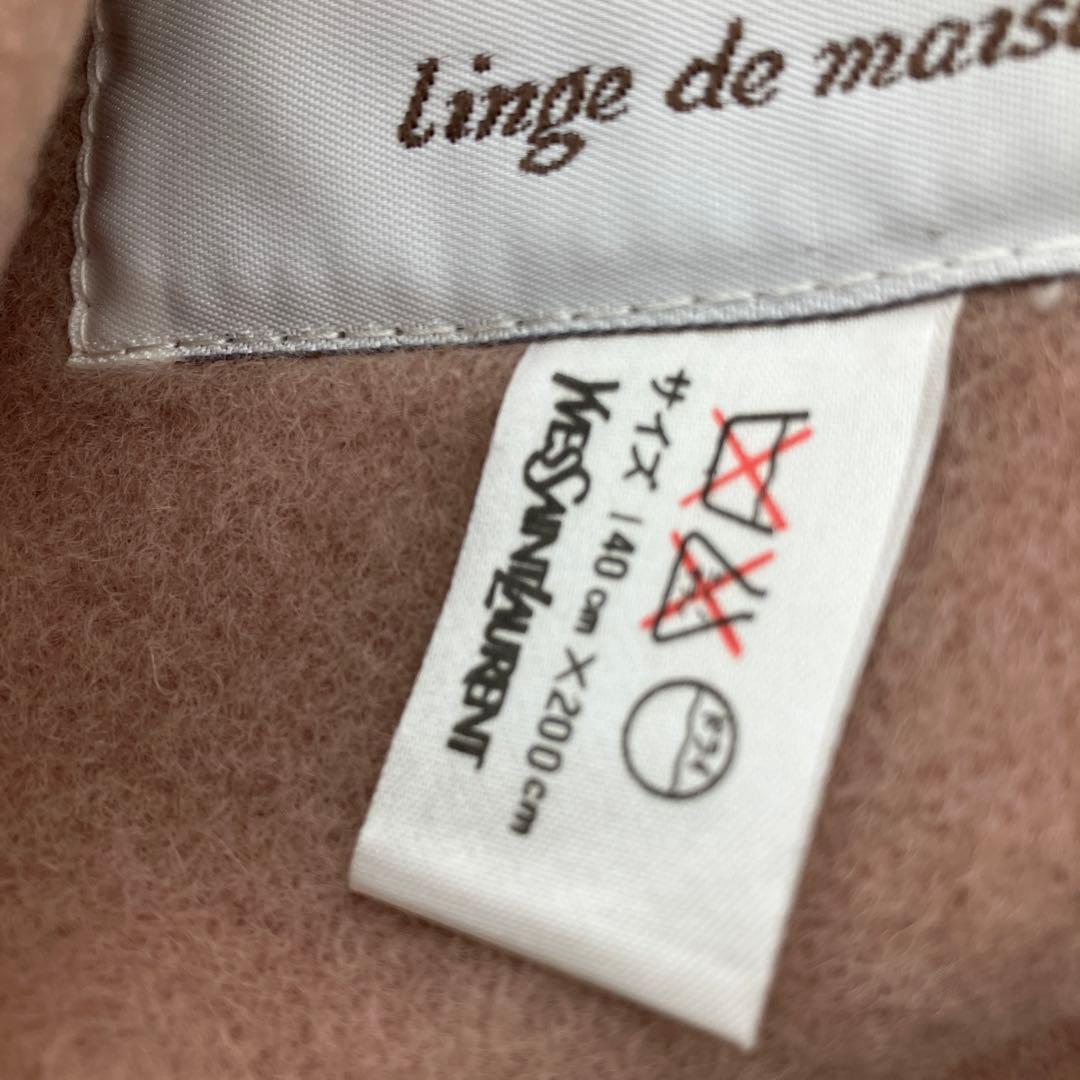 linge de mais
YVESSAINTLAURENT
サイズ 140cm×200cm
ドライ